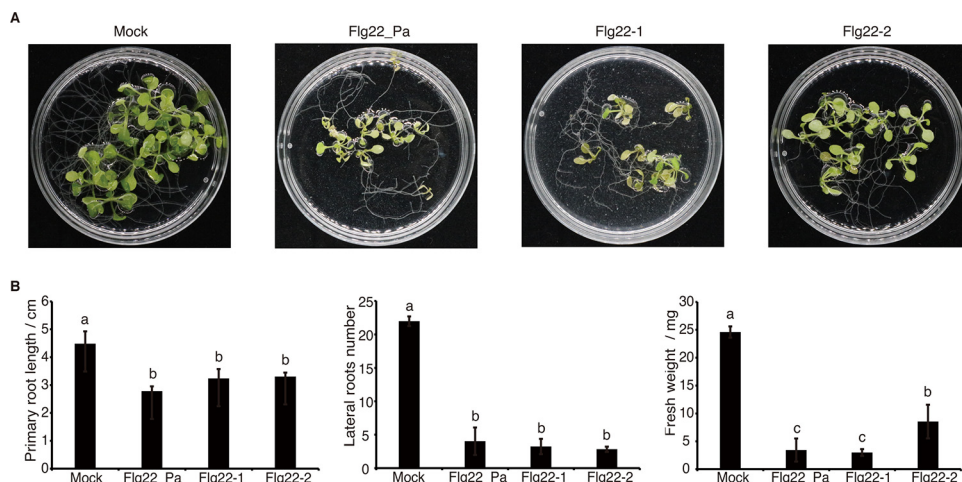 A
Mock
Flg22_Pa
Flg22-1
Flg22-2
B
Primary root length / cm
6
5
4
3
2
1
0
a
b
b
b
Mock
Flg22_Pa
Flg22-1
Flg22-2
Lateral roots number
25
20
15
10
5
0
a
b
b
b
Mock
Flg22_Pa
Flg22-1
Flg22-2
Fresh weight / mg
30
25
20
15
10
5
0
a
c
c
b
Mock
Flg22_Pa
Flg22-1
Flg22-2